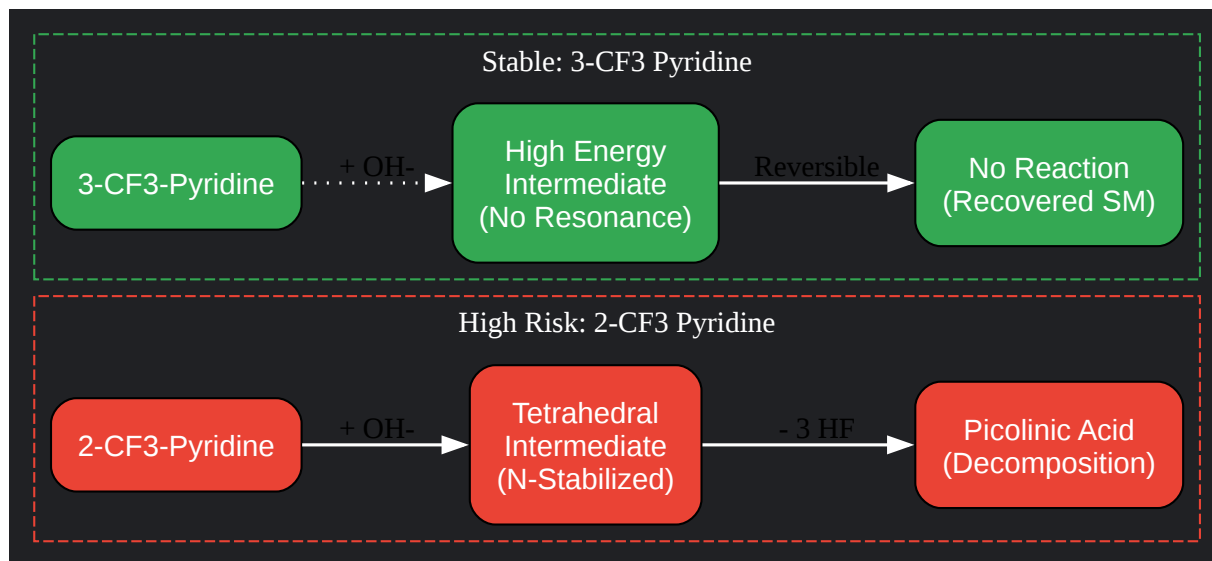 Stable: 3-CF3 Pyridine
3-CF3-Pyridine
+ OH-
High Energy
Intermediate
(No Resonance)
Reversible
No Reaction
(Recovered SM)
High Risk: 2-CF3 Pyridine
2-CF3-Pyridine
+ OH-
Tetrahedral
Intermediate
(N-Stabilized)
- 3 HF
Picolinic Acid
(Decomposition)